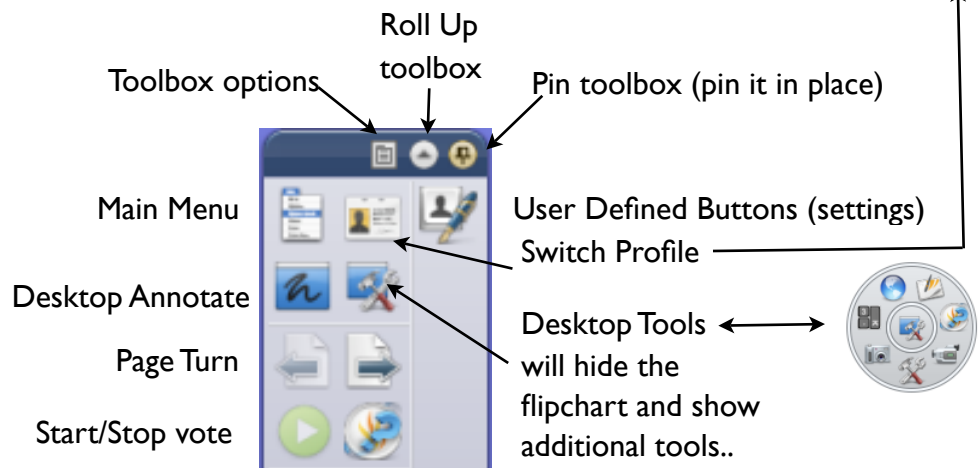 Roll Up
toolbox
Toolbox options
Pin toolbox (pin it in place)
Main Menu
User Defined Buttons (settings)
Switch Profile
Desktop Annotate
Desktop Tools
will hide the
flipchart and show
additional tools..
Page Turn
Start/Stop vote